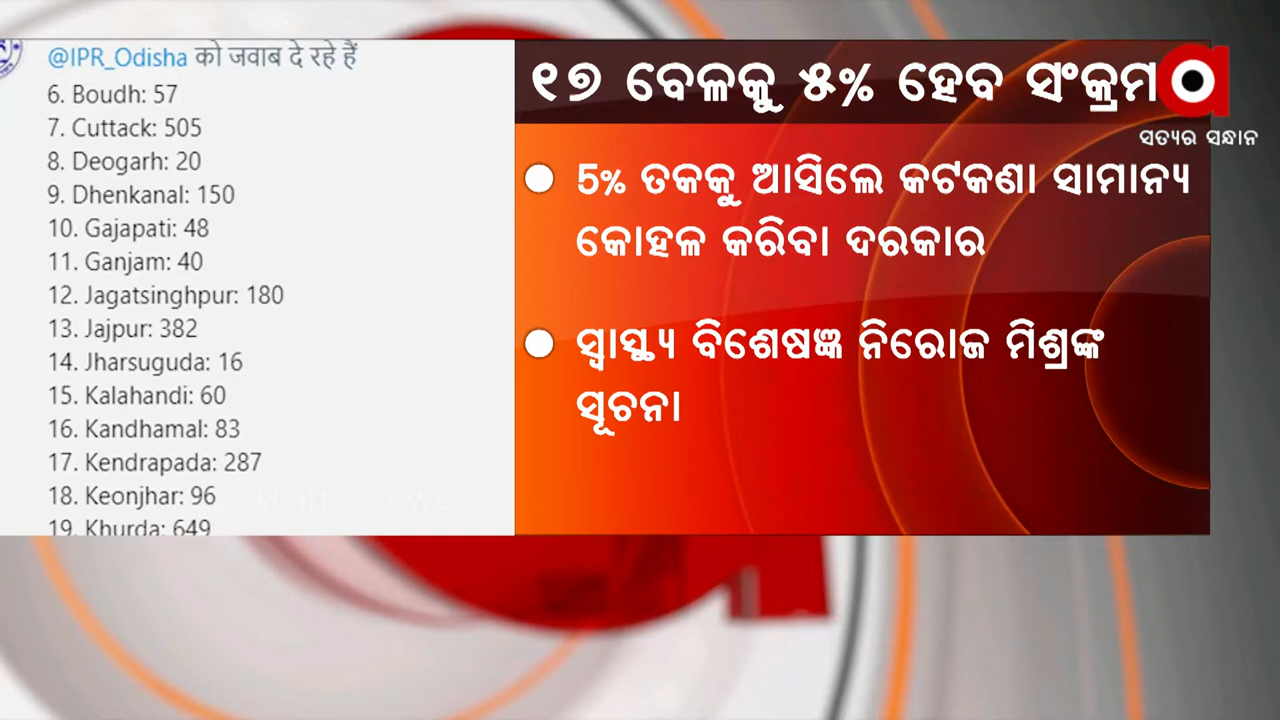 @IPR_Odisha को जवाब दे रहे हैं
6. Boudh: 57
7. Cuttack: 505
8. Deogarh: 20
9. Dhenkanal: 150
10. Gajapati: 48
11. Ganjam: 40
12. Jagatsinghpur: 180
13. Jajpur: 382
14. Jharsuguda: 16
15. Kalahandi: 60
16. Kandhamal: 83
17. Kendrapada: 287
18. Keonjhar: 96
19. Khurda: 649
୧୭ ବେଳକୁ ୫% ହେବ ସଂକ୍ରମ
ସତ୍ୟର ସନ୍ଧାନ
5% ତକକୁ ଆସିଲେ କଟକଣା ସାମାନ୍ୟ
କୋହଳ କରିବା ଦରକାର
ସ୍ୱାସ୍ଥ୍ୟ ବିଶେଷଜ୍ଞ ନିରୋଜ ମିଶ୍ରଙ୍କ
ସୂଚନା